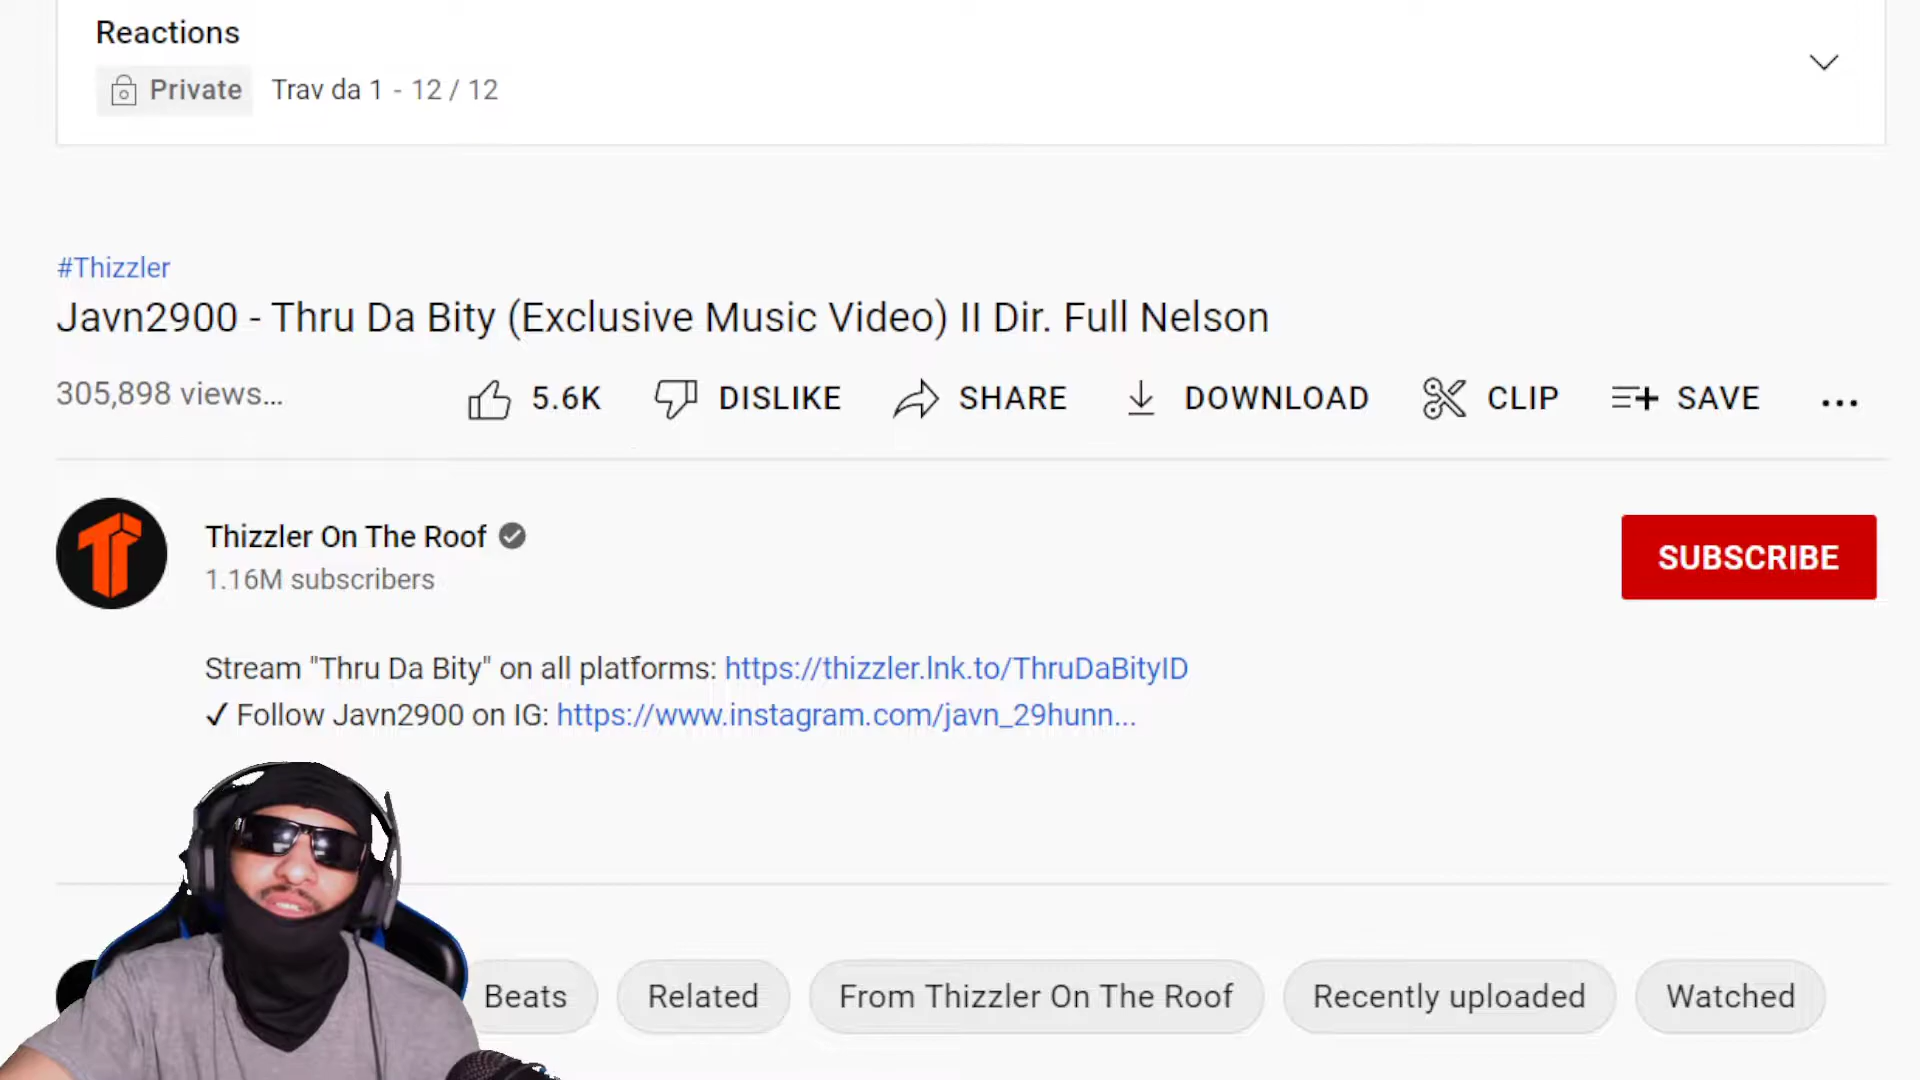 Reactions
Private Trav da 1 - 12 / 12
#Thizzler
Javn2900 - Thru Da Bity (Exclusive Music Video) II Dir. Full Nelson
305,898 views... 5.6K DISLIKE SHARE DOWNLOAD CLIP SAVE ...
Thizzler On The Roof
1.16M subscribers
SUBSCRIBE
Stream "Thru Da Bity" on all platforms: https://thizzler.lnk.to/ThruDaBityID
✓ Follow Javn2900 on IG: https://www.instagram.com/javn_29hunn...
Beats Related From Thizzler On The Roof Recently uploaded Watched